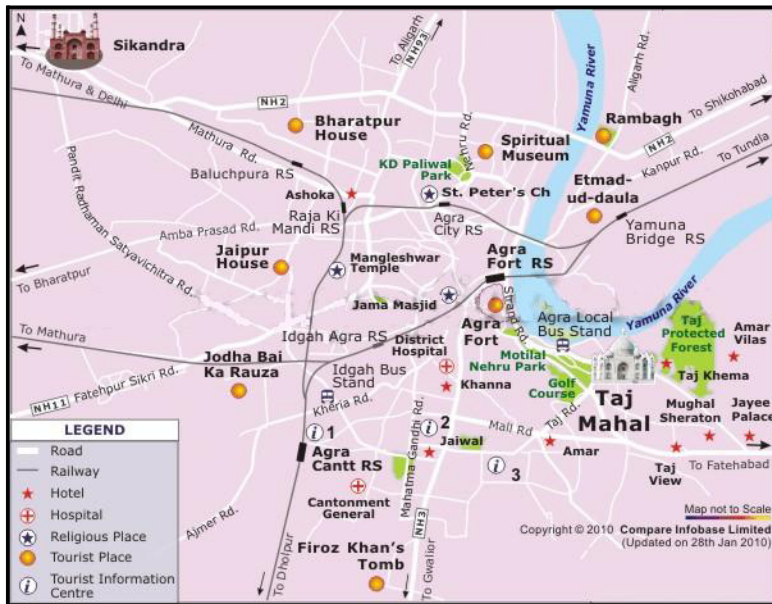 N
Sikandra
To Mathura & Delhi
NH2
To Aligarh
NH93
Nehru Rd.
Yamuna River
Aligarh Rd.
To Shikohabad
NH2
Bharatpur
House
Mathura Rd.
Baluchpura RS
Pandit Radhaman Satyavichitra Rd.
Spiritual
Museum
Rambagh
Kanpur Rd.
To Tundla
KD Paliwal
Park
Ashoka
St. Peter's Ch
Etmad-
ud-daula
Raja Ki
Mandi RS
Agra
City RS
Yamuna
Bridge RS
Amba Prasad Rd.
To Bharatpur
Jaipur
House
Mangleshwar
Temple
Agra
Fort RS
Jama Masjid
Strand Rd.
Agra
Fort
Agra Local
Bus Stand
Yamuna River
Taj
Protected
Forest
Amar
Vilas
To Mathura
Idgah Agra RS
District
Hospital
Motilal
Nehru Park
Taj Khema
Jodha Bai
Ka Rauza
Idgah Bus
Stand
Khanna
Golf
Course
Taj
Mahal
Mughal
Sheraton
Jayee
Palace
Fatehpur Sikri Rd.
NH11
Kheria Rd.
Mahatma Gandhi Rd.
Mall Rd
Taj Rd.
1
2
3
Agra
Cantt RS
Jaiwal
Amar
Taj
View
To Fatehabad
Cantonment
General
NH3
Ajmer Rd.
To Dholpur
To Gwalior
Firoz Khan's
Tomb
LEGEND
Road
Railway
Hotel
Hospital
Religious Place
Tourist Place
Tourist Information
Centre
Map not to Scale
Copyright © 2010 Compare Infobase Limited
(Updated on 28th Jan 2010)